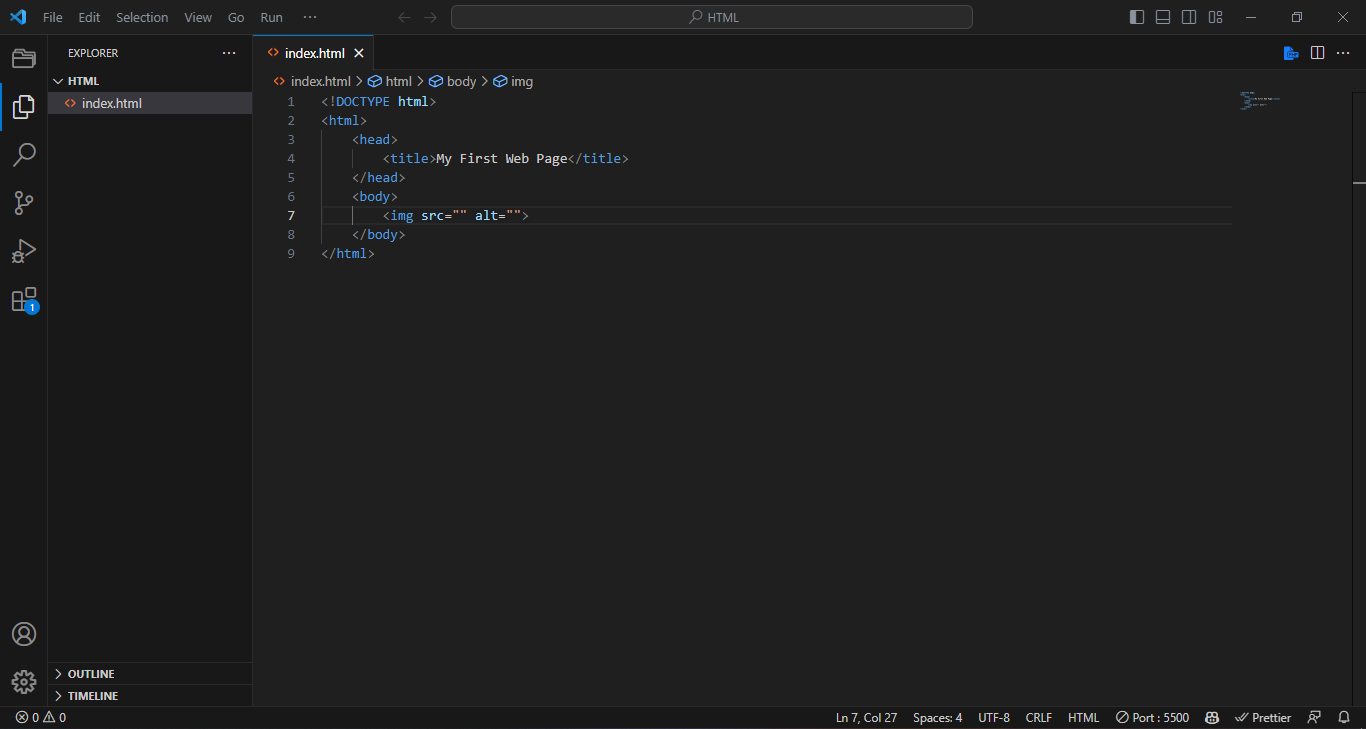 File Edit Selection View Go Run ···
HTML
EXPLORER ···
HTML
index.html
OUTLINE
TIMELINE
index.html
index.html > html > body > img
1 <!DOCTYPE html>
2 <html>
3 <head>
4 <title>My First Web Page</title>
5 </head>
6 <body>
7 <img src="" alt="">
8 </body>
9 </html>
1
0 0 Ln 7, Col 27 Spaces: 4 UTF-8 CRLF HTML Port : 5500 Prettier